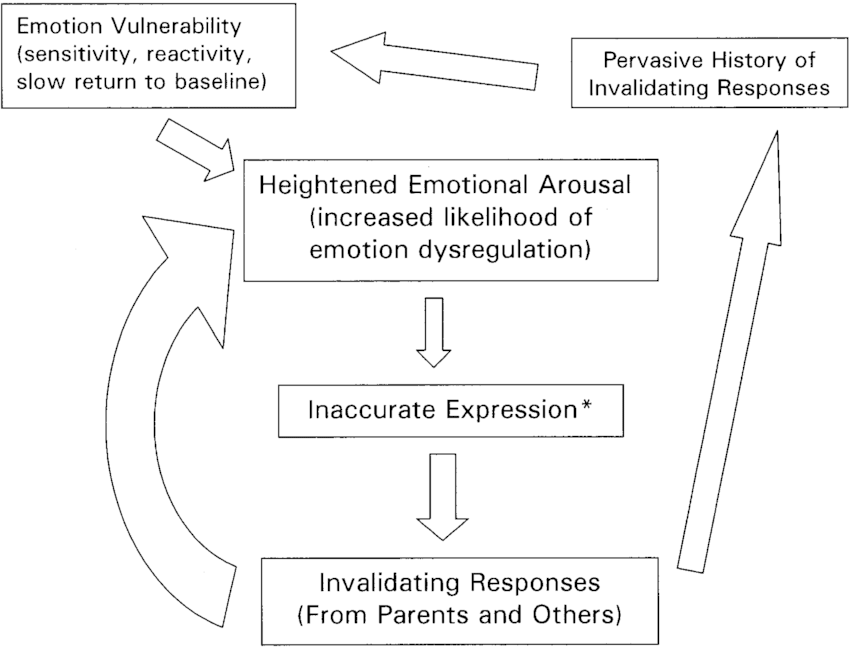 Emotion Vulnerability
(sensitivity, reactivity,
slow return to baseline)
Pervasive History of
Invalidating Responses
Heightened Emotional Arousal
(increased likelihood of
emotion dysregulation)
Inaccurate Expression*
Invalidating Responses
(From Parents and Others)